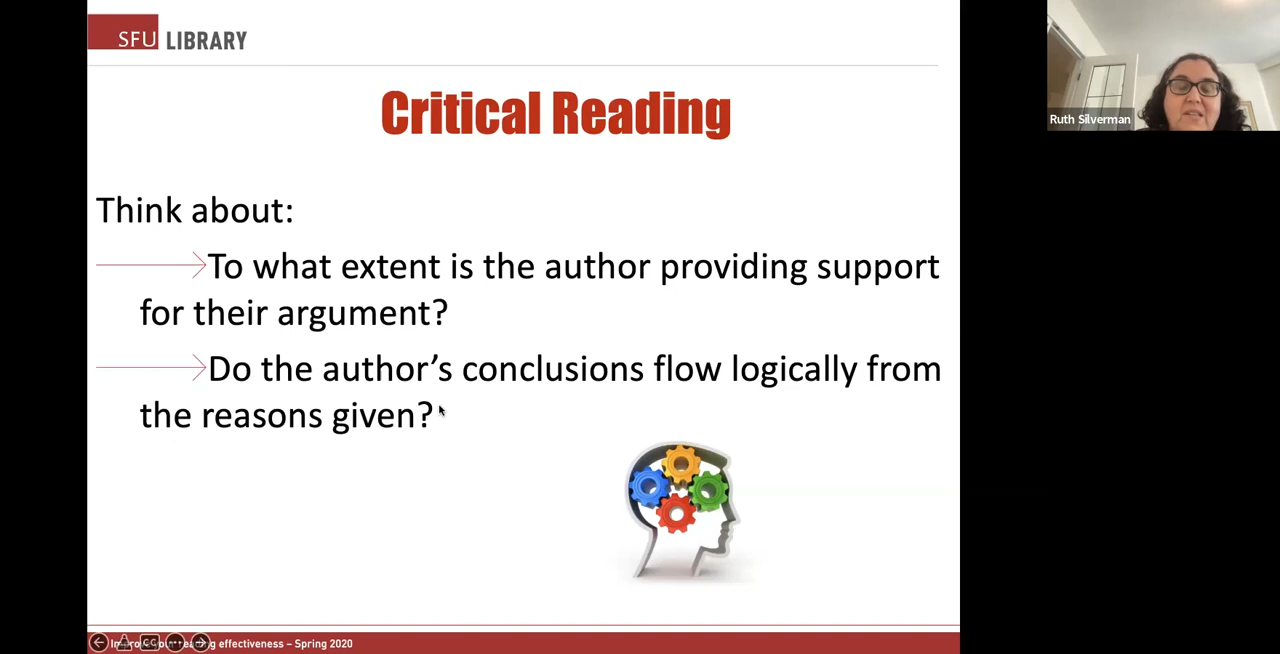 SFU LIBRARY
Ruth Silverman
Critical Reading
Think about:
To what extent is the author providing support
for their argument?
Do the author’s conclusions flow logically from
the reasons given?
effectiveness – Spring 2020